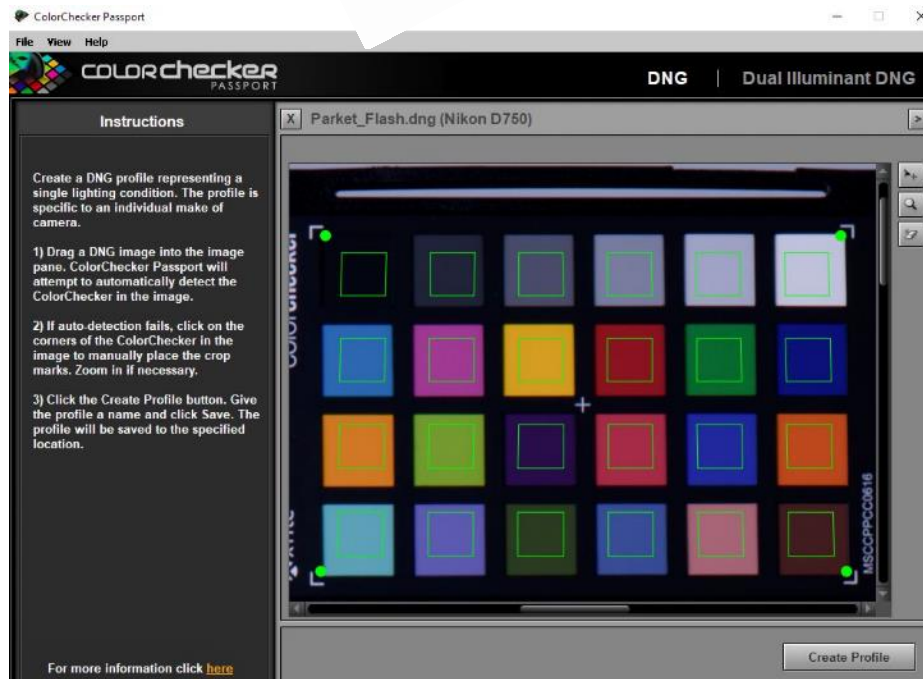 ColorChecker Passport
File View Help
COLORchecker
PASSPORT
DNG | Dual Illuminant DNG
Instructions
X Parket_Flash.dng (Nikon D750) >
Create a DNG profile representing a
single lighting condition. The profile is
specific to an individual make of
camera.
1) Drag a DNG image into the image
pane. ColorChecker Passport will
attempt to automatically detect the
ColorChecker in the image.
2) If auto-detection fails, click on the
corners of the ColorChecker in the
image to manually place the crop
marks. Zoom in if necessary.
3) Click the Create Profile button. Give
the profile a name and click Save. The
profile will be saved to the specified
location.
For more information click here
colorchecker
x-rite
MSCCPPCC0616
Create Profile